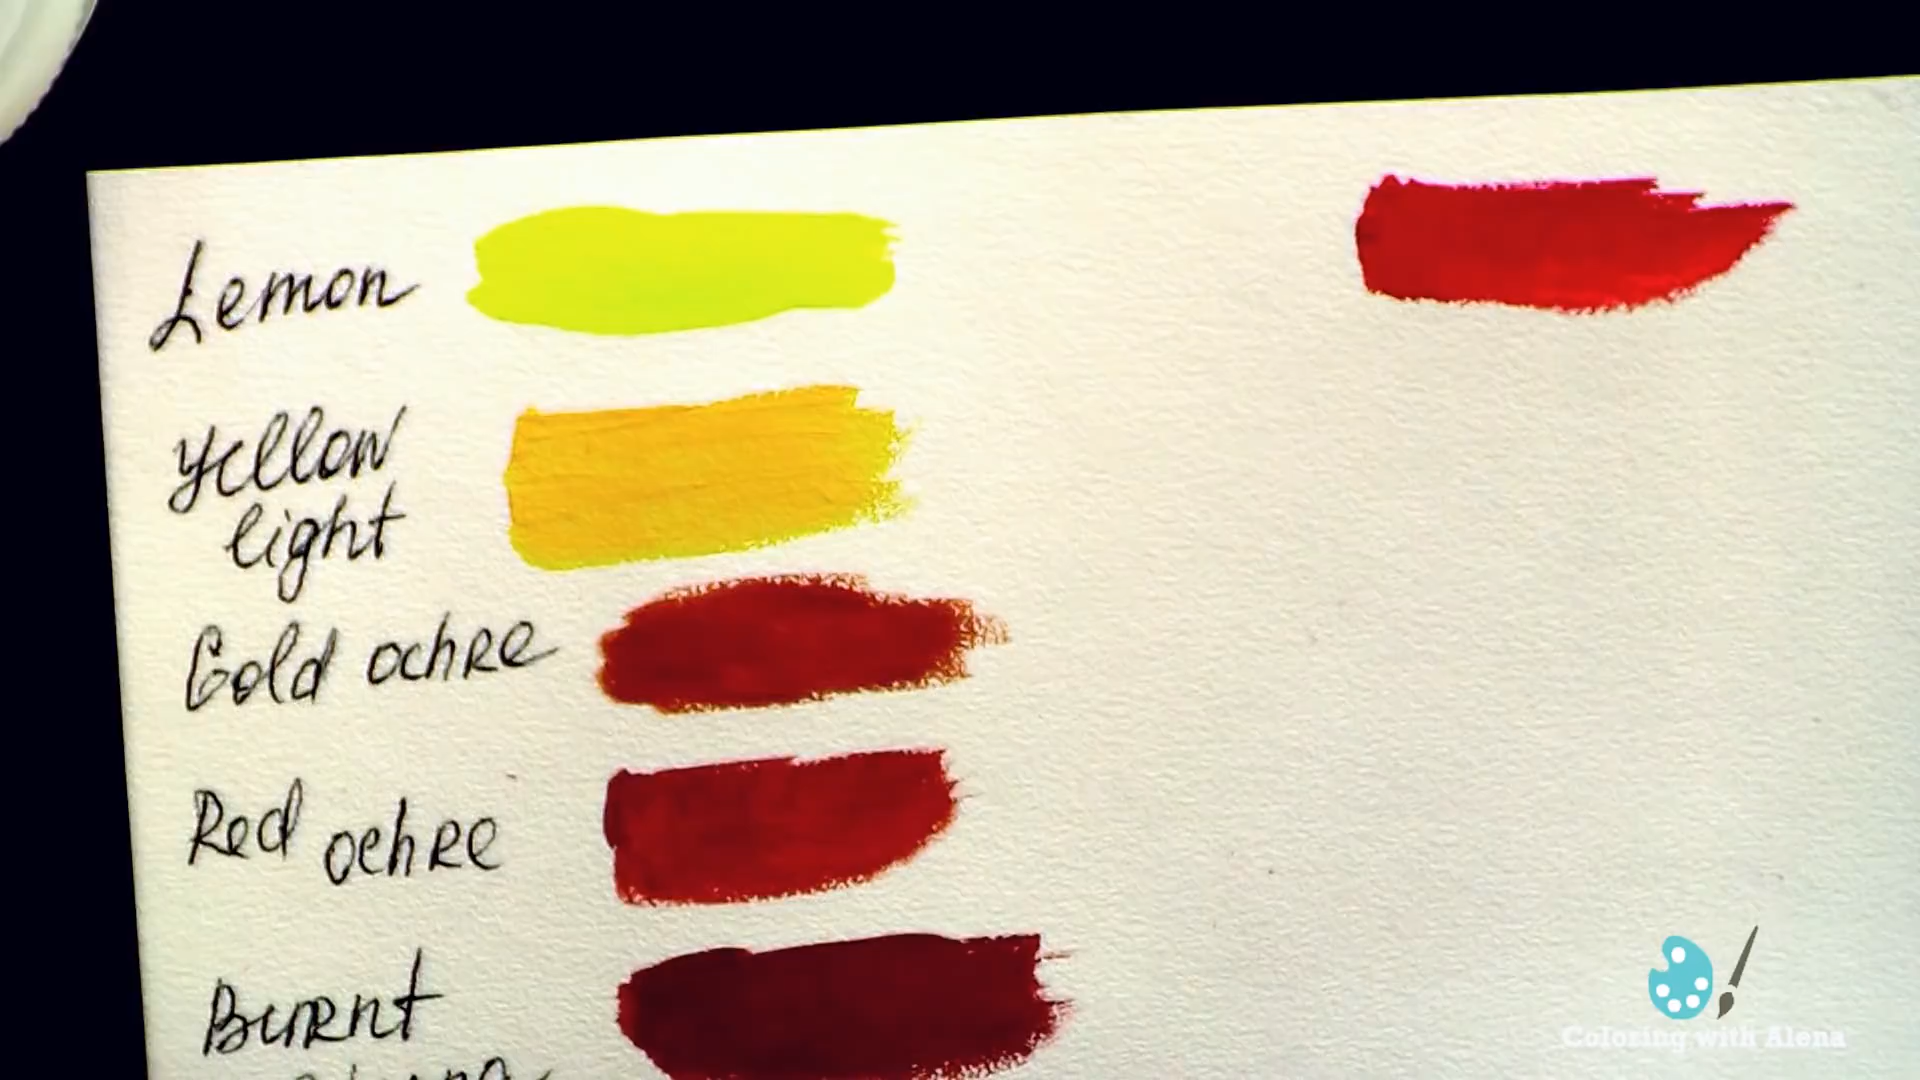 Lemon
Yellow
light
Gold ochre
Red ochre
Burnt
Coloring with Alena